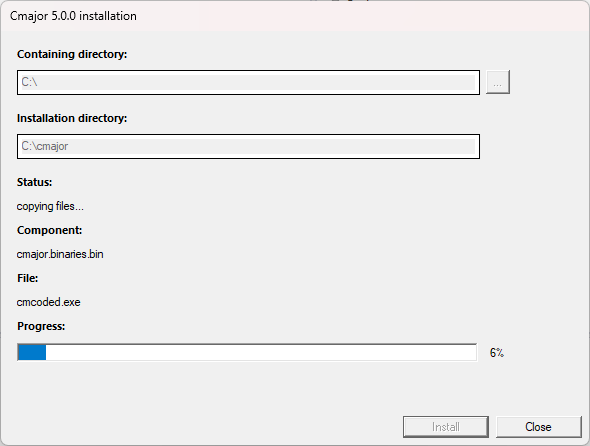 Cmajor 5.0.0 installation
Containing directory:
C:\
...
Installation directory:
C:\cmajor
Status:
copying files...
Component:
cmajor.binaries.bin
File:
cmcoded.exe
Progress:
6%
Install Close